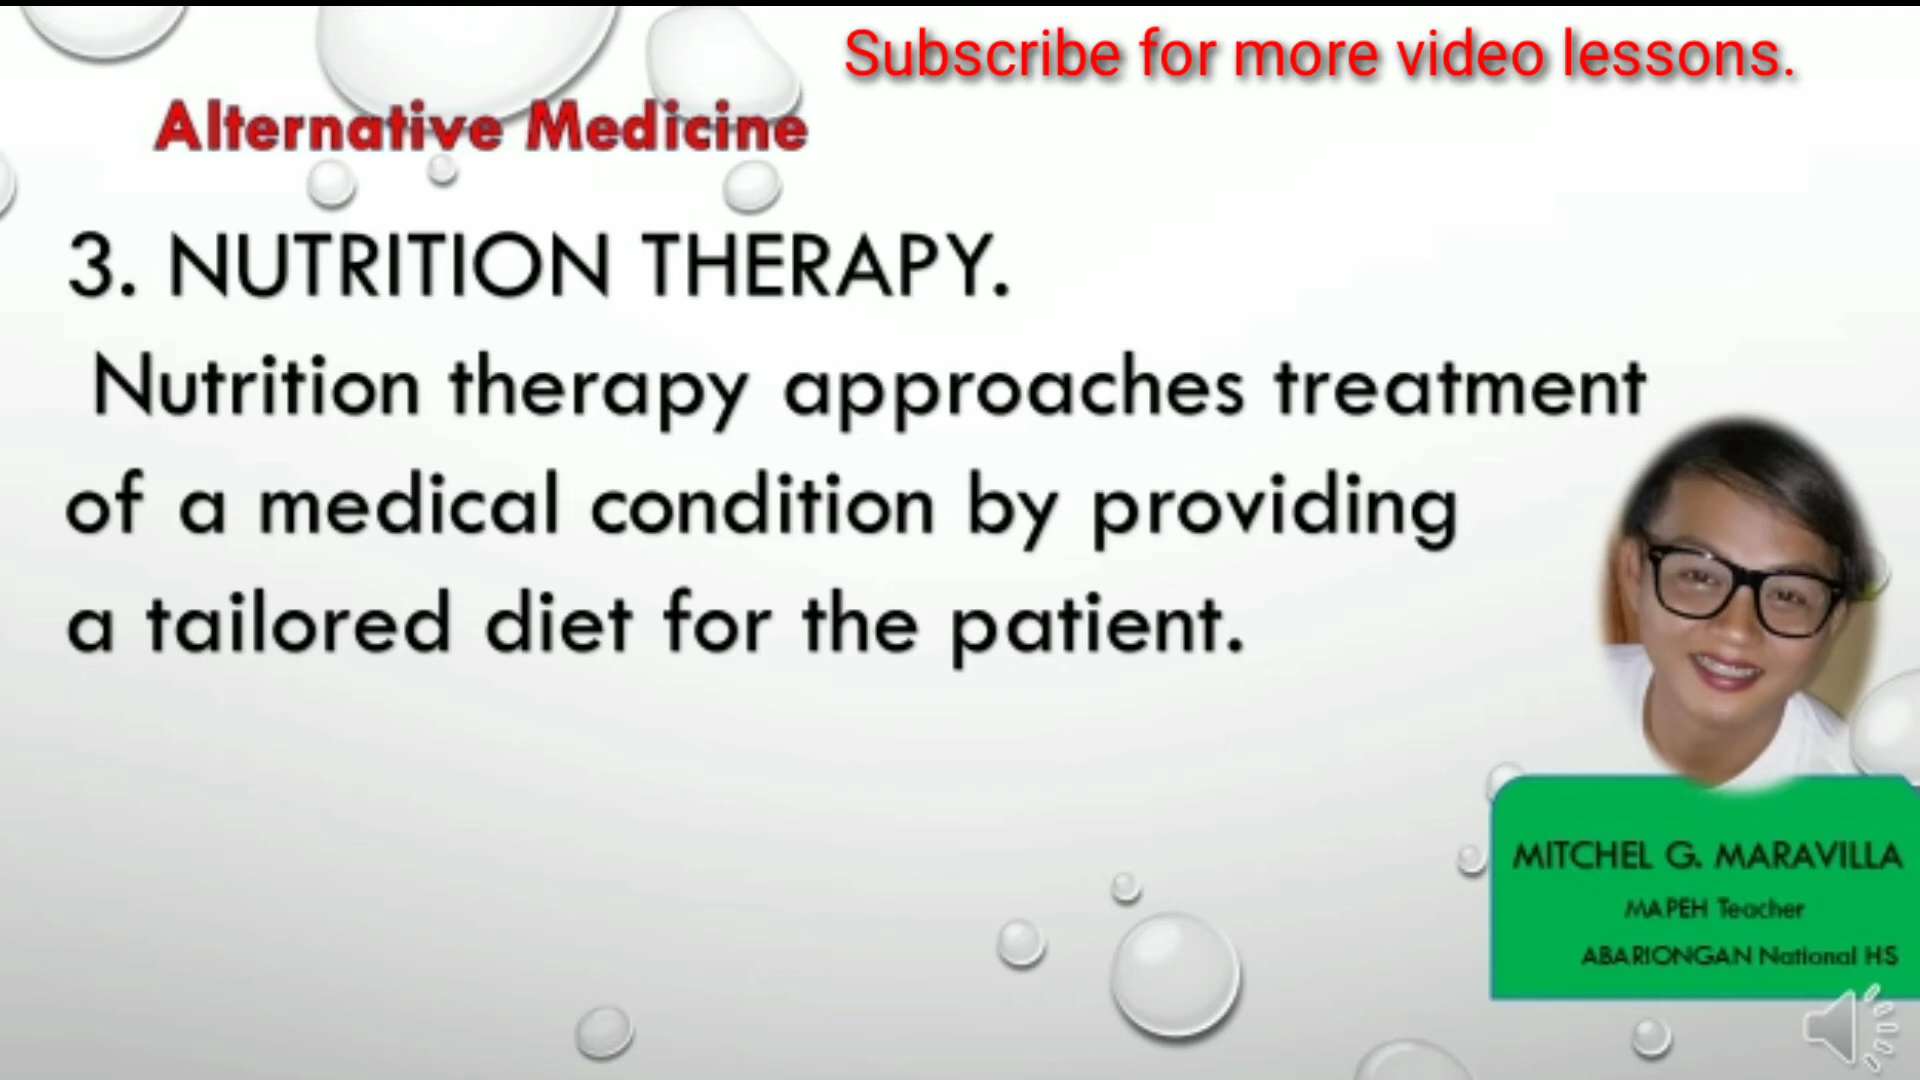 Subscribe for more video lessons.
Alternative Medicine
3. NUTRITION THERAPY.
Nutrition therapy approaches treatment
of a medical condition by providing
a tailored diet for the patient.
MITCHEL G. MARAVILLA
MAPEH Teacher
ABARIONGAN National HS